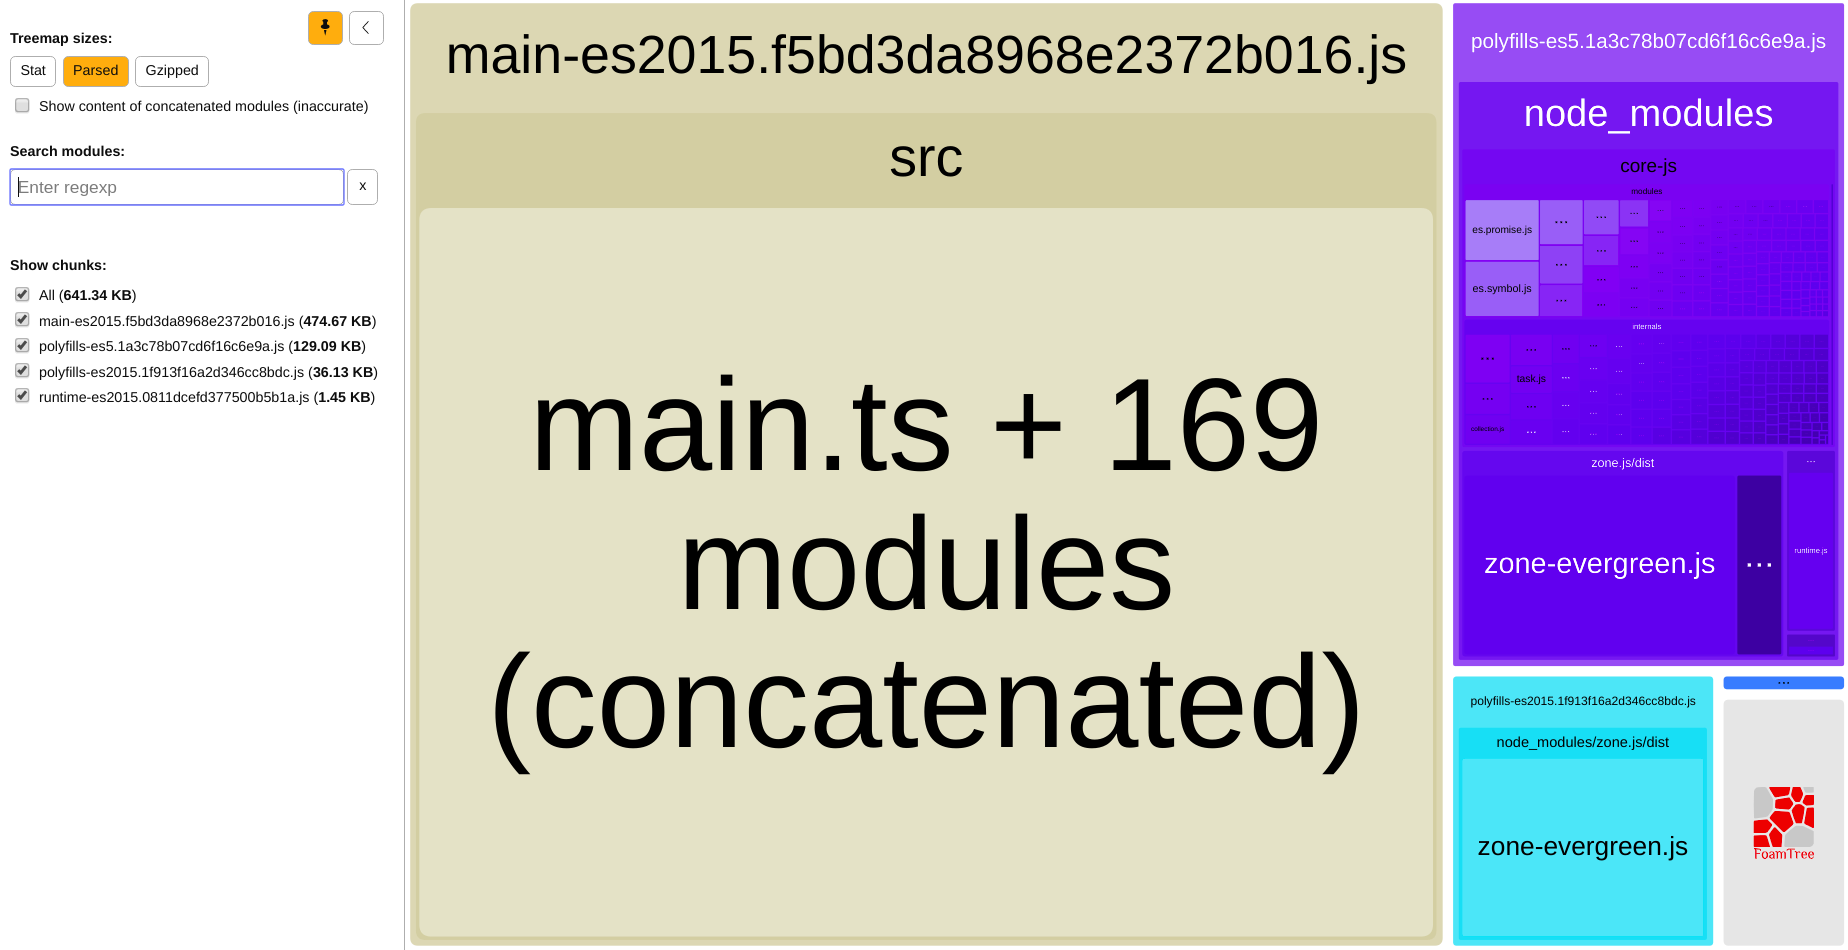 Treemap sizes:
Stat
Parsed
Gzipped
Show content of concatenated modules (inaccurate)
Search modules:
Enter regexp
x
Show chunks:
All (641.34 KB)
main-es2015.f5bd3da8968e2372b016.js (474.67 KB)
polyfills-es5.1a3c78b07cd6f16c6e9a.js (129.09 KB)
polyfills-es2015.1f913f16a2d346cc8bdc.js (36.13 KB)
runtime-es2015.0811dcefd377500b5b1a.js (1.45 KB)
main-es2015.f5bd3da8968e2372b016.js
src
main.ts + 169
modules
(concatenated)
polyfills-es5.1a3c78b07cd6f16c6e9a.js
node_modules
core-js
modules
es.promise.js
es.symbol.js
internals
task.js
collection.js
zone.js/dist
zone-evergreen.js
...
runtime.js
polyfills-es2015.1f913f16a2d346cc8bdc.js
node_modules/zone.js/dist
zone-evergreen.js
...
FoamTree